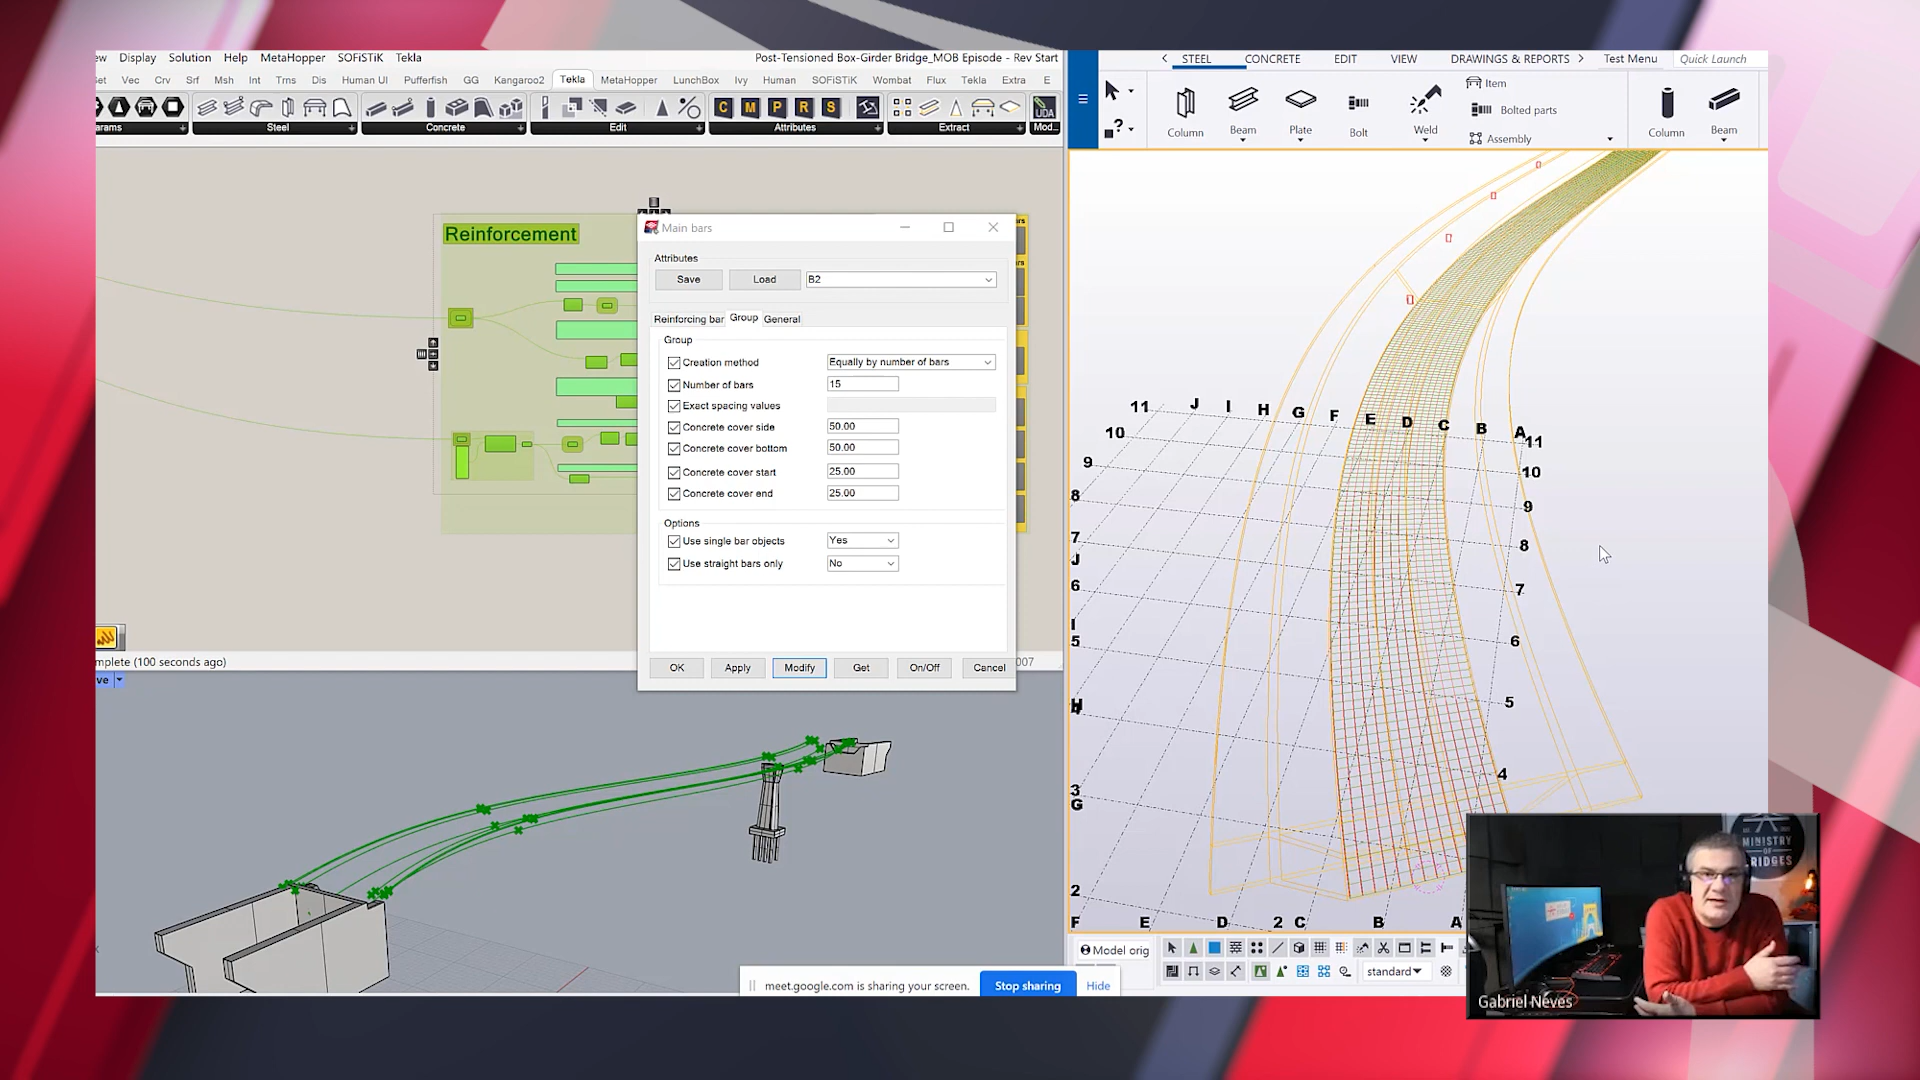 ew Display Solution Help MetaHopper SOFiSTiK Tekla
Post-Tensioned Box-Girder Bridge_MOB Episode - Rev Start
Set Vec Crv Srf Msh Int Trns Dis Human UI Pufferfish GG Kangaroo2 Tekla MetaHopper LunchBox Ivy Human SOFiSTiK Wombat Flux Tekla Extra E
C M P R S
UDA
arams Steel Concrete Edit Attributes Extract Mod...
Reinforcement
Main bars
Attributes
Save Load B2
Reinforcing bar Group General
Group
Creation method Equally by number of bars
Number of bars 15
Exact spacing values
Concrete cover side 50.00
Concrete cover bottom 50.00
Concrete cover start 25.00
Concrete cover end 25.00
Options
Use single bar objects Yes
Use straight bars only No
OK Apply Modify Get On/Off Cancel
007
mplete (100 seconds ago)
ve
meet.google.com is sharing your screen. Stop sharing Hide
STEEL CONCRETE EDIT VIEW DRAWINGS & REPORTS Test Menu Quick Launch
Item
Bolted parts
Assembly
Column Beam Plate Bolt Weld Column Beam
11 J I H G F E D C B A 11
10 10
9 9
8 8
7 7
J
6 6
I
5 5
H
4 4
3
G
2
F E D 2 C B A
Model orig
standard
MINISTRY
OF
BRIDGES
Gabriel Neves